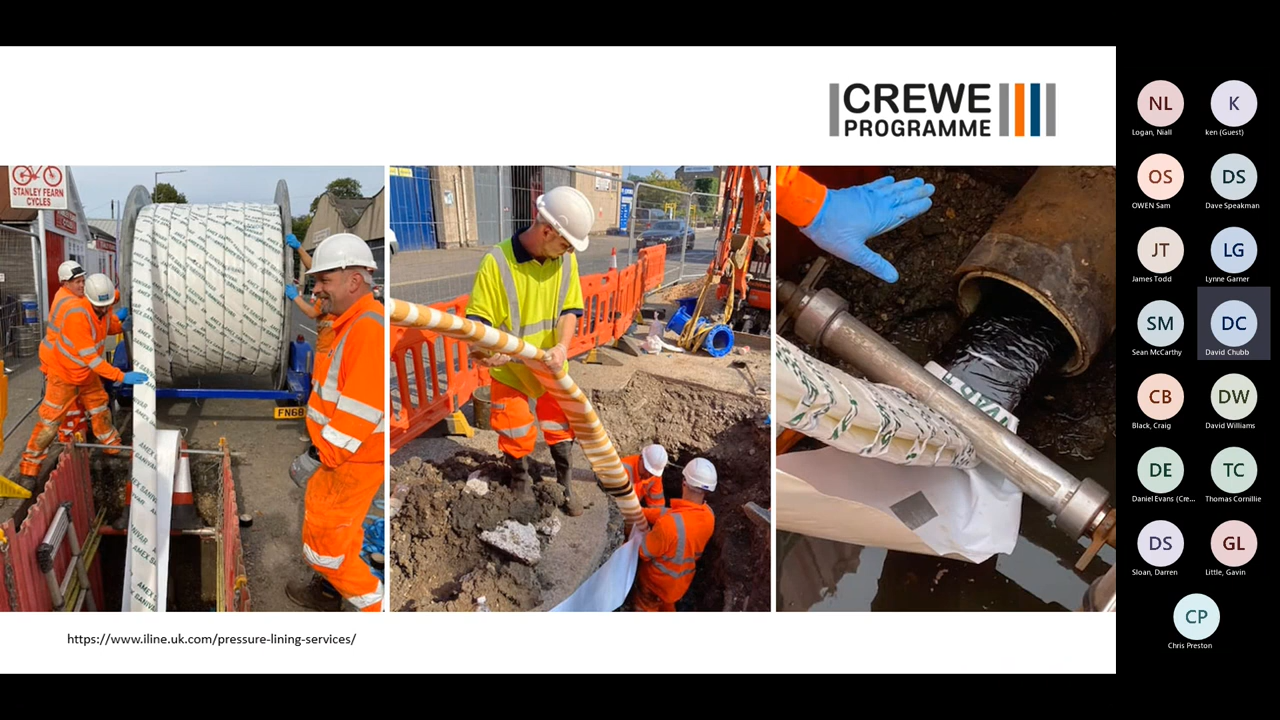 CREWE
PROGRAMME
STANLEY FEARN
CYCLES
FN68
AMEX SANIVAR
https://www.iline.uk.com/pressure-lining-services/
NL
Logan, Niall
K
ken (Guest)
OS
OWEN Sam
DS
Dave Speakman
JT
James Todd
LG
Lynne Garner
SM
Sean McCarthy
DC
David Chubb
CB
Black, Craig
DW
David Williams
DE
Daniel Evans (Cre...
TC
Thomas Cornillie
DS
Sloan, Darren
GL
Little, Gavin
CP
Chris Preston